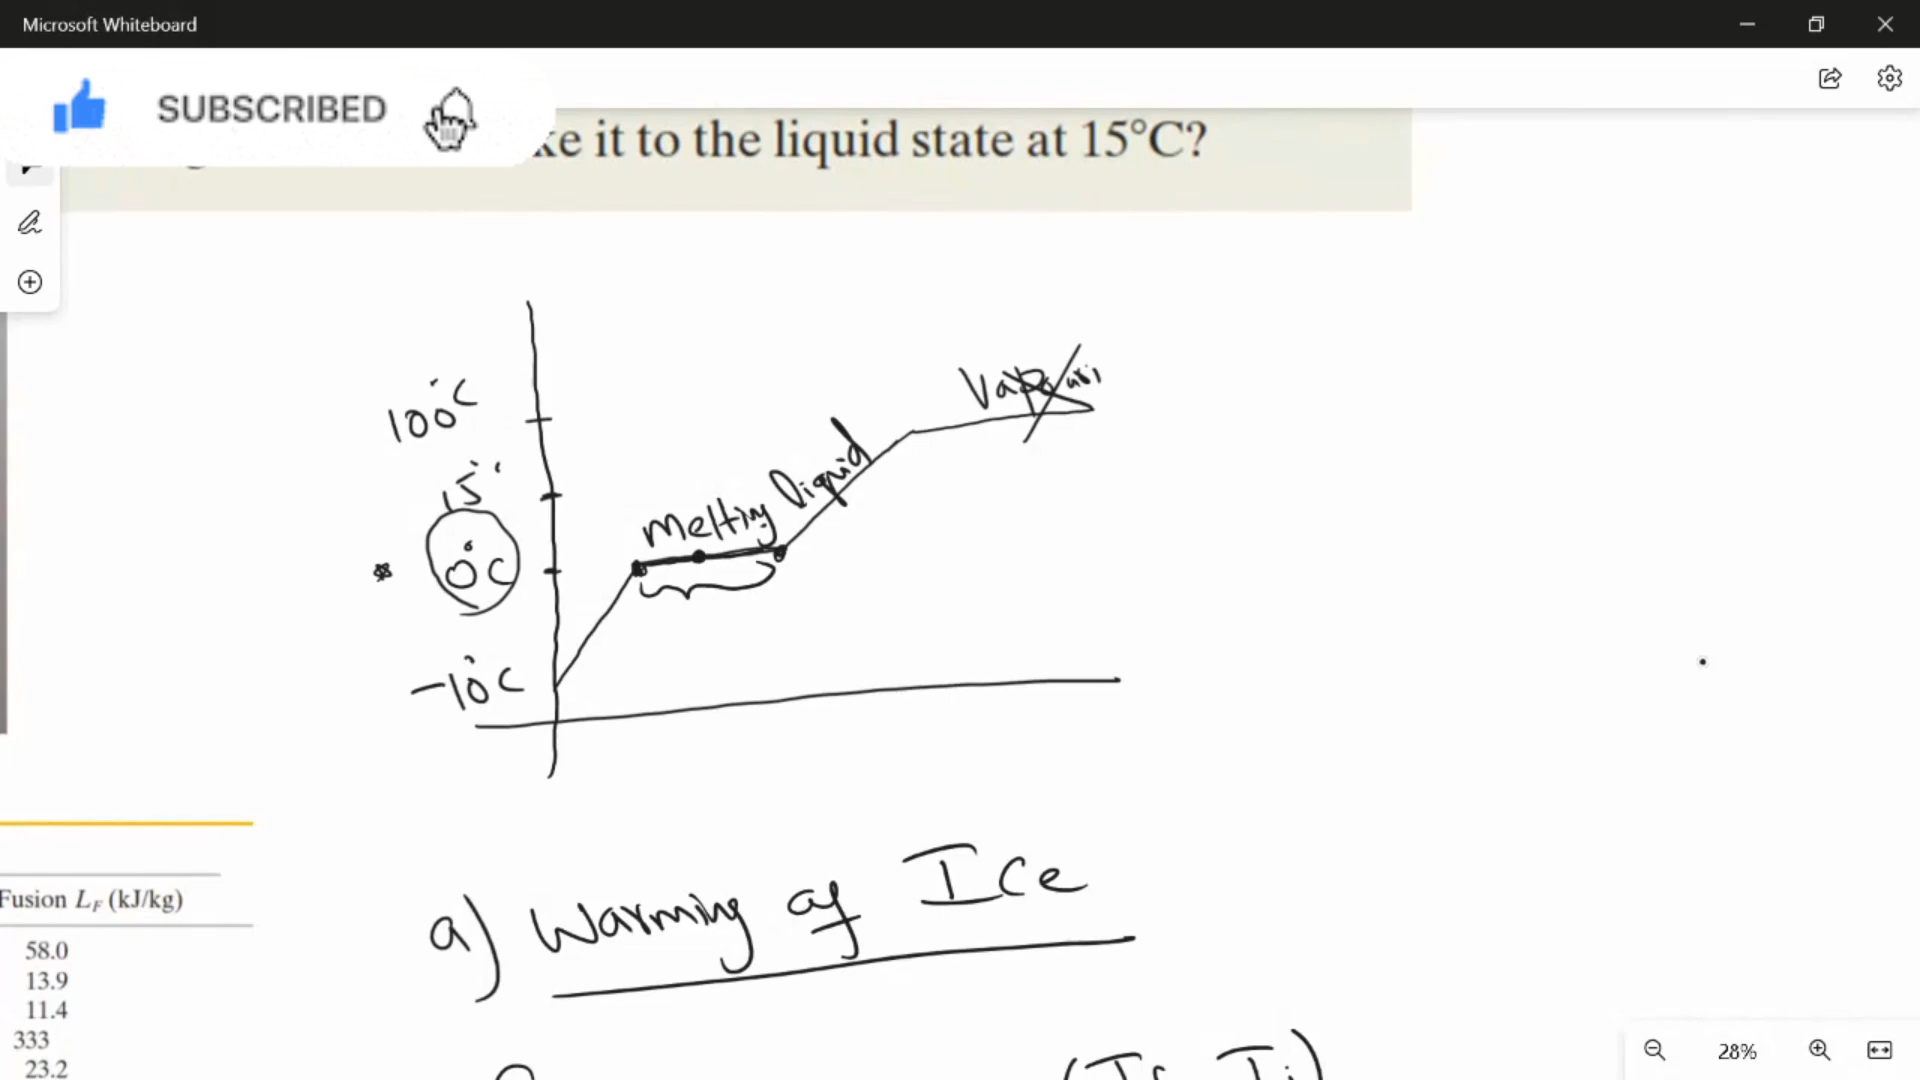 Microsoft Whiteboard
SUBSCRIBED
ke it to the liquid state at 15°C?
100°C
15°
0°C
-10°C
Melting
liquid
a) Warming of Ice
Fusion L_F (kJ/kg)
58.0
13.9
11.4
333
23.2
28%